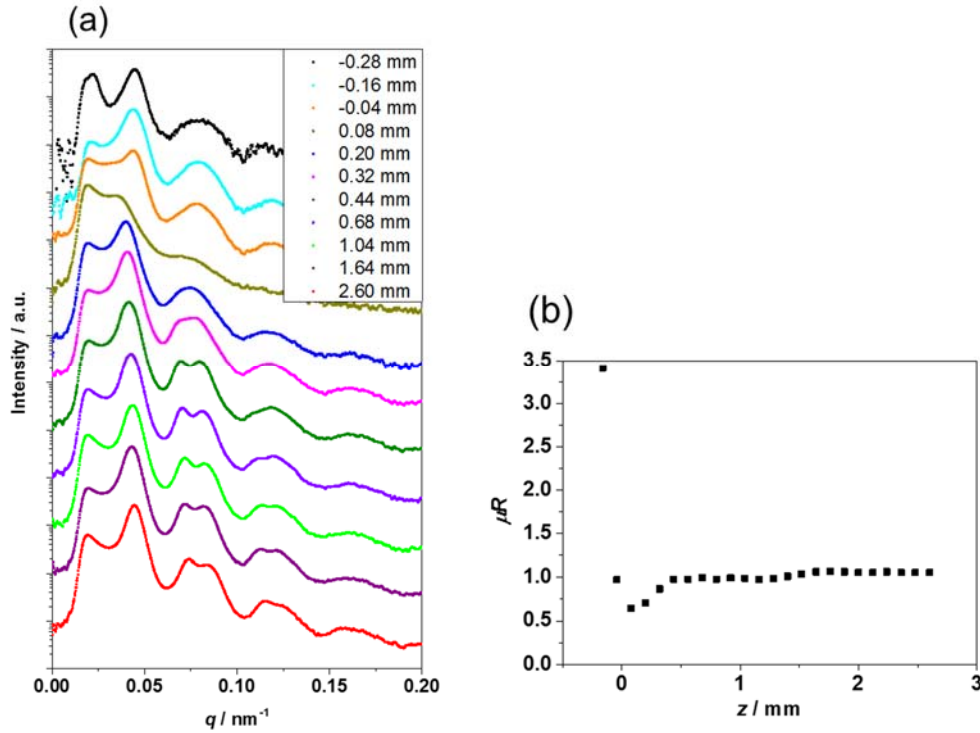 (a)
-0.28 mm
-0.16 mm
-0.04 mm
0.08 mm
0.20 mm
0.32 mm
0.44 mm
0.68 mm
1.04 mm
1.64 mm
2.60 mm
Intensity / a.u.
0.00 0.05 0.10 0.15 0.20
q / nm⁻¹
(b)
3.5
3.0
2.5
2.0
1.5
1.0
0.5
0.0
μR
0 1 2 3
z / mm